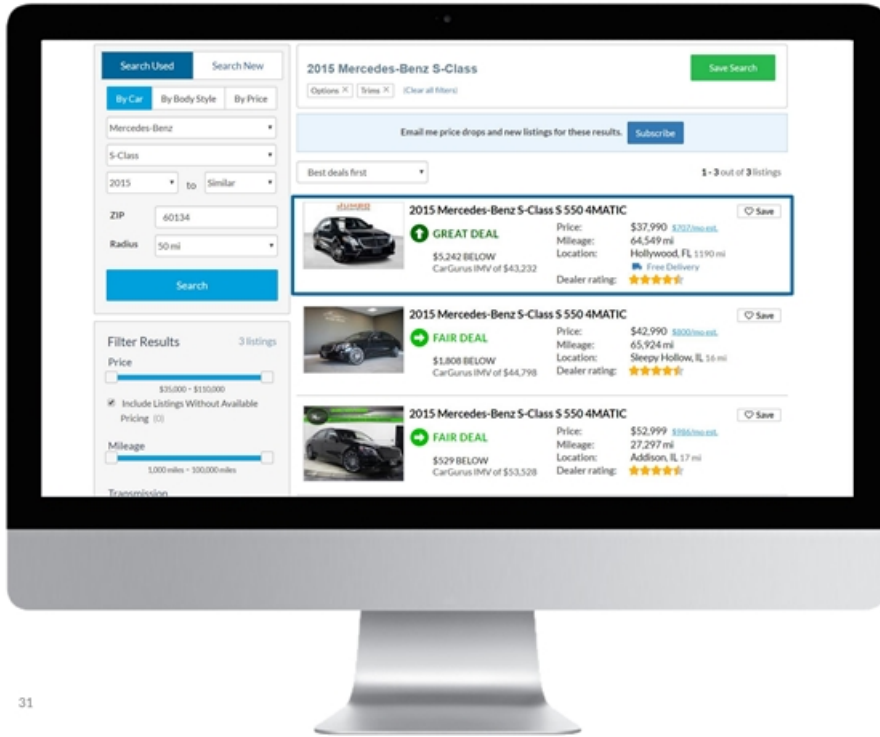 Search Used
Search New
By Car
By Body Style
By Price
Mercedes-Benz
S-Class
2015 to Similar
ZIP 60134
Radius 50 mi
Search
Filter Results 3 listings
Price
$35,000 - $110,000
Include Listings Without Available
Pricing (0)
Mileage
1,000 miles - 100,000 miles
Transmission
2015 Mercedes-Benz S-Class
Save Search
Options X Trims X (Clear all filters)
Email me price drops and new listings for these results. Subscribe
Best deals first
1 - 3 out of 3 listings
JUMBO
2015 Mercedes-Benz S-Class S 550 4MATIC
Save
GREAT DEAL
$5,242 BELOW
CarGurus IMV of $43,232
Price: $37,990 $707/mo est.
Mileage: 64,549 mi
Location: Hollywood, FL 1190 mi
Free Delivery
Dealer rating:
2015 Mercedes-Benz S-Class S 550 4MATIC
Save
FAIR DEAL
$1,808 BELOW
CarGurus IMV of $44,798
Price: $42,990 $800/mo est.
Mileage: 65,924 mi
Location: Sleepy Hollow, IL 16 mi
Dealer rating:
2015 Mercedes-Benz S-Class S 550 4MATIC
Save
FAIR DEAL
$529 BELOW
CarGurus IMV of $53,528
Price: $52,999 $986/mo est.
Mileage: 27,297 mi
Location: Addison, IL 17 mi
Dealer rating:
31